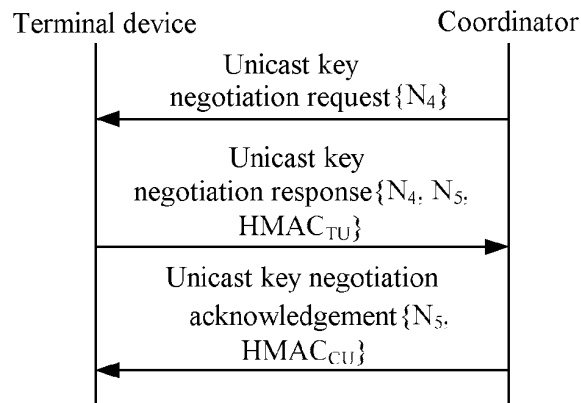 Terminal device
Coordinator
Unicast key
negotiation request{N4}
Unicast key
negotiation response{N4, N5,
HMACTU}
Unicast key negotiation
acknowledgement{N5,
HMACCU}